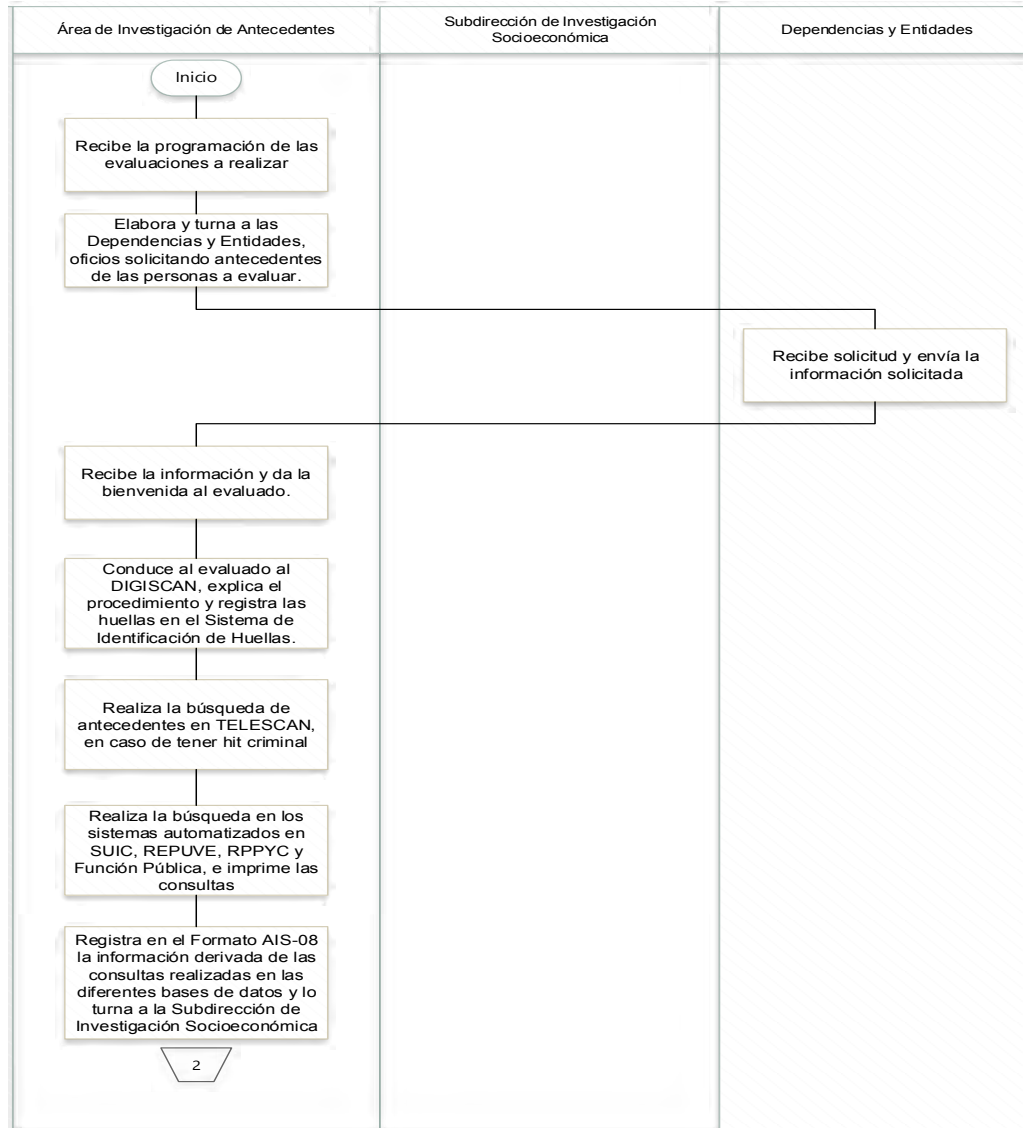 Área de Investigación de Antecedentes
Subdirección de Investigación
Socioeconómica
Dependencias y Entidades
Inicio
Recibe la programación de las
evaluaciones a realizar
Elabora y turna a las
Dependencias y Entidades,
oficios solicitando antecedentes
de las personas a evaluar.
Recibe solicitud y envía la
información solicitada
Recibe la información y da la
bienvenida al evaluado.
Conduce al evaluado al
DIGISCAN, explica el
procedimiento y registra las
huellas en el Sistema de
Identificación de Huellas.
Realiza la búsqueda de
antecedentes en TELESCAN,
en caso de tener hit criminal
Realiza la búsqueda en los
sistemas automatizados en
SUIC, REPUVE, RPPYC y
Función Pública, e imprime las
consultas
Registra en el Formato AIS-08
la información derivada de las
consultas realizadas en las
diferentes bases de datos y lo
turna a la Subdirección de
Investigación Socioeconómica
2